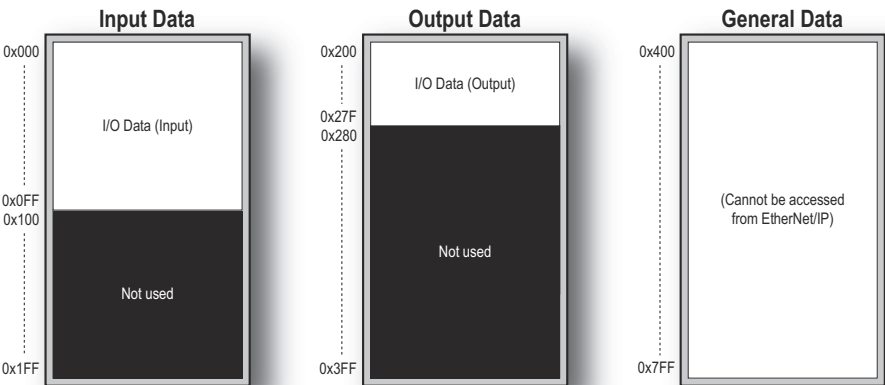 Input Data
0x000
I/O Data (Input)
0x0FF
0x100
Not used
0x1FF
Output Data
0x200
I/O Data (Output)
0x27F
0x280
Not used
0x3FF
General Data
0x400
(Cannot be accessed
from EtherNet/IP)
0x7FF